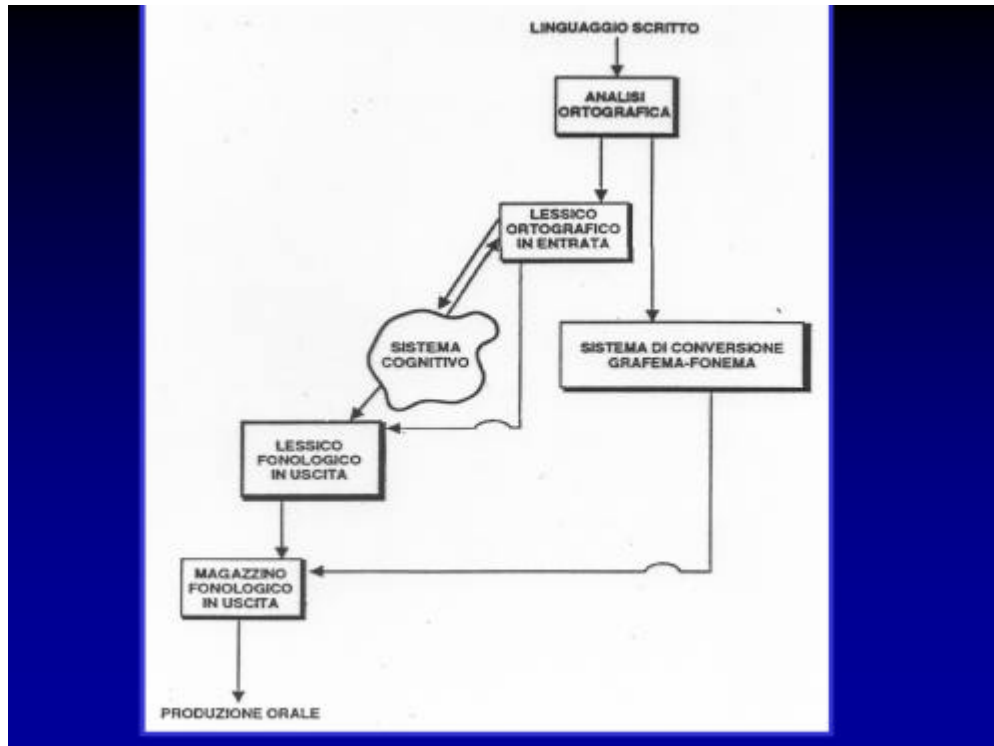 LINGUAGGIO SCRITTO
ANALISI
ORTOGRAFICA
LESSICO
ORTOGRAFICO
IN ENTRATA
SISTEMA
COGNITIVO
SISTEMA DI CONVERSIONE
GRAFEMA-FONEMA
LESSICO
FONOLOGICO
IN USCITA
MAGAZZINO
FONOLOGICO
IN USCITA
PRODUZIONE ORALE